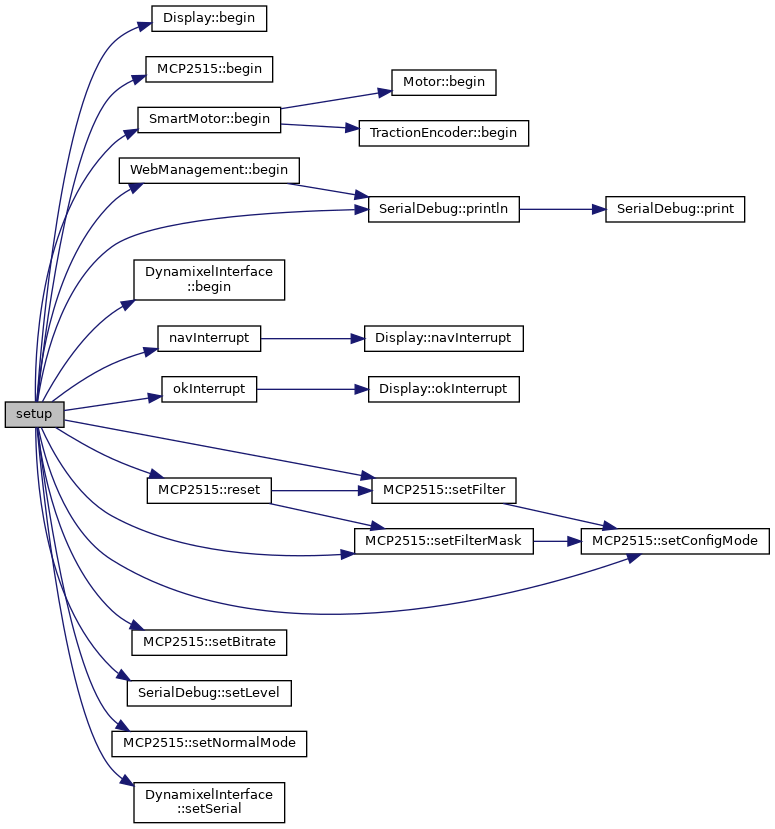 Display::begin
MCP2515::begin
Motor::begin
SmartMotor::begin
TractionEncoder::begin
WebManagement::begin
SerialDebug::println
SerialDebug::print
DynamixelInterface
::begin
navInterrupt
Display::navInterrupt
okInterrupt
Display::okInterrupt
setup
MCP2515::reset
MCP2515::setFilter
MCP2515::setFilterMask
MCP2515::setConfigMode
MCP2515::setBitrate
SerialDebug::setLevel
MCP2515::setNormalMode
DynamixelInterface
::setSerial